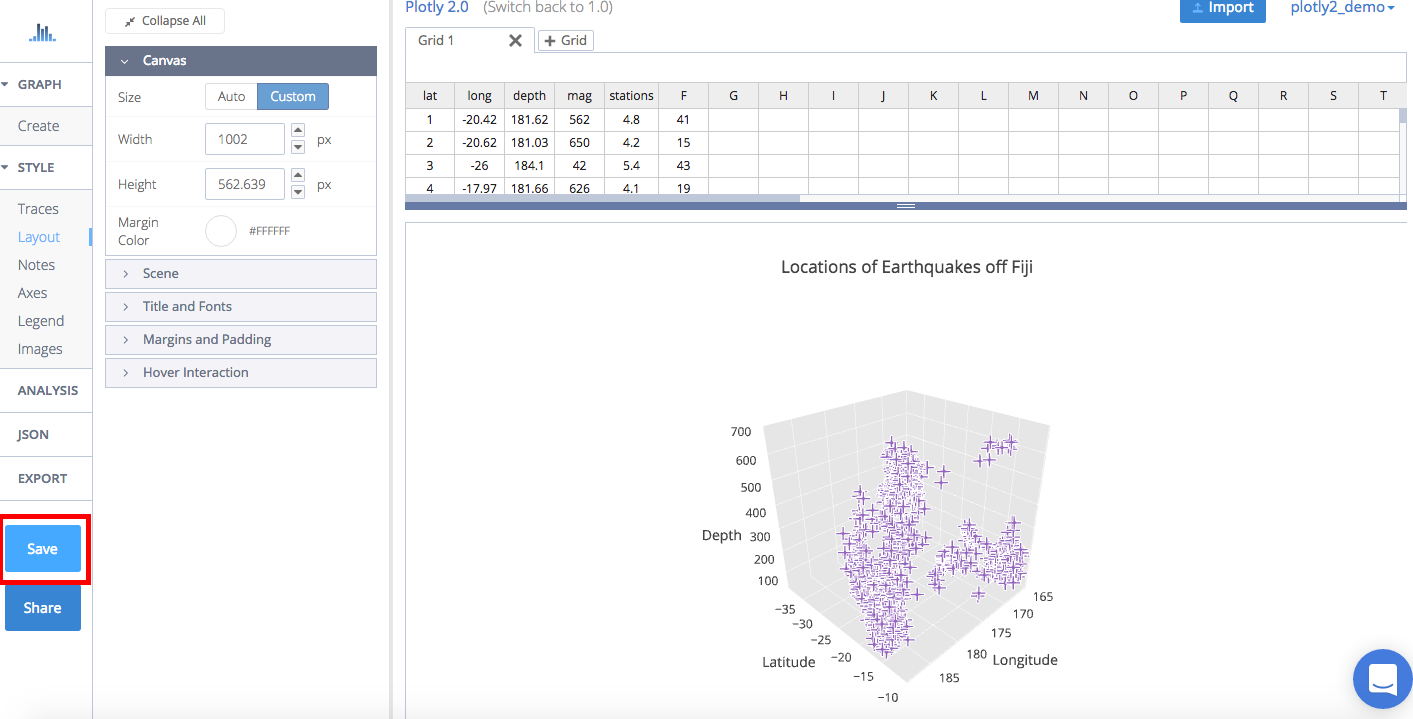 Plotly 2.0 (Switch back to 1.0)
Import
plotly2_demo
GRAPH
Create
STYLE
Traces
Layout
Notes
Axes
Legend
Images
ANALYSIS
JSON
EXPORT
Save
Share
Collapse All
Canvas
Size Auto Custom
Width 1002 px
Height 562.639 px
Margin
Color #FFFFFF
Scene
Title and Fonts
Margins and Padding
Hover Interaction
Grid 1
+ Grid
lat long depth mag stations F G H I J K L M N O P Q R S T
1 -20.42 181.62 562 4.8 41
2 -20.62 181.03 650 4.2 15
3 -26 184.1 42 5.4 43
4 -17.97 181.66 626 4.1 19
Locations of Earthquakes off Fiji
700
600
500
400
Depth 300
200
100
−35
−30
−25
−20
−15
−10
Latitude
165
170
175
180
185
Longitude